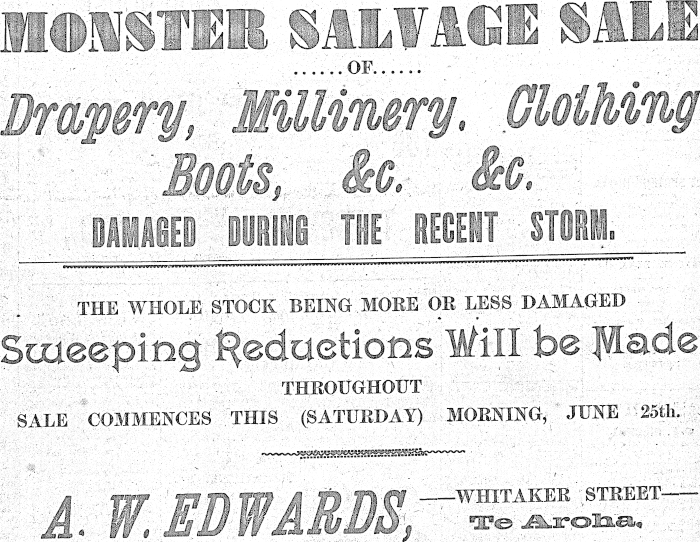 MONSTER SALVAGE SALE
......OF......
Drapery, Millinery, Clothing
Boots, &c. &c.
DAMAGED DURING THE RECENT STORM.
THE WHOLE STOCK BEING MORE OR LESS DAMAGED
Sweeping Reductions Will be Made
THROUGHOUT
SALE COMMENCES THIS (SATURDAY) MORNING, JUNE 25th.
A. W. EDWARDS, —WHITAKER STREET—
Te Aroha,